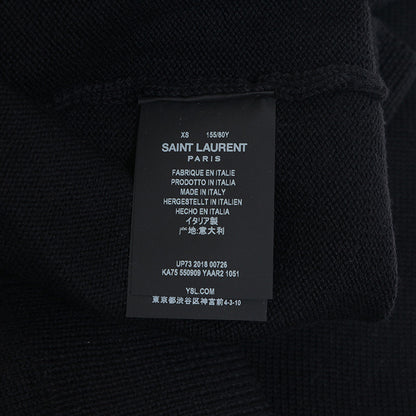 XS 155/80Y
SAINT LAURENT
PARIS
FABRIQUE EN ITALIE
PRODOTTO IN ITALIA
MADE IN ITALY
HERGESTELLT IN ITALIEN
HECHO EN ITALIA
イタリア製
产地:意大利
UP73 2018 00726
KA75 550909 YAAR2 1051
YSL.COM
東京都渋谷区神宮前4-3-10